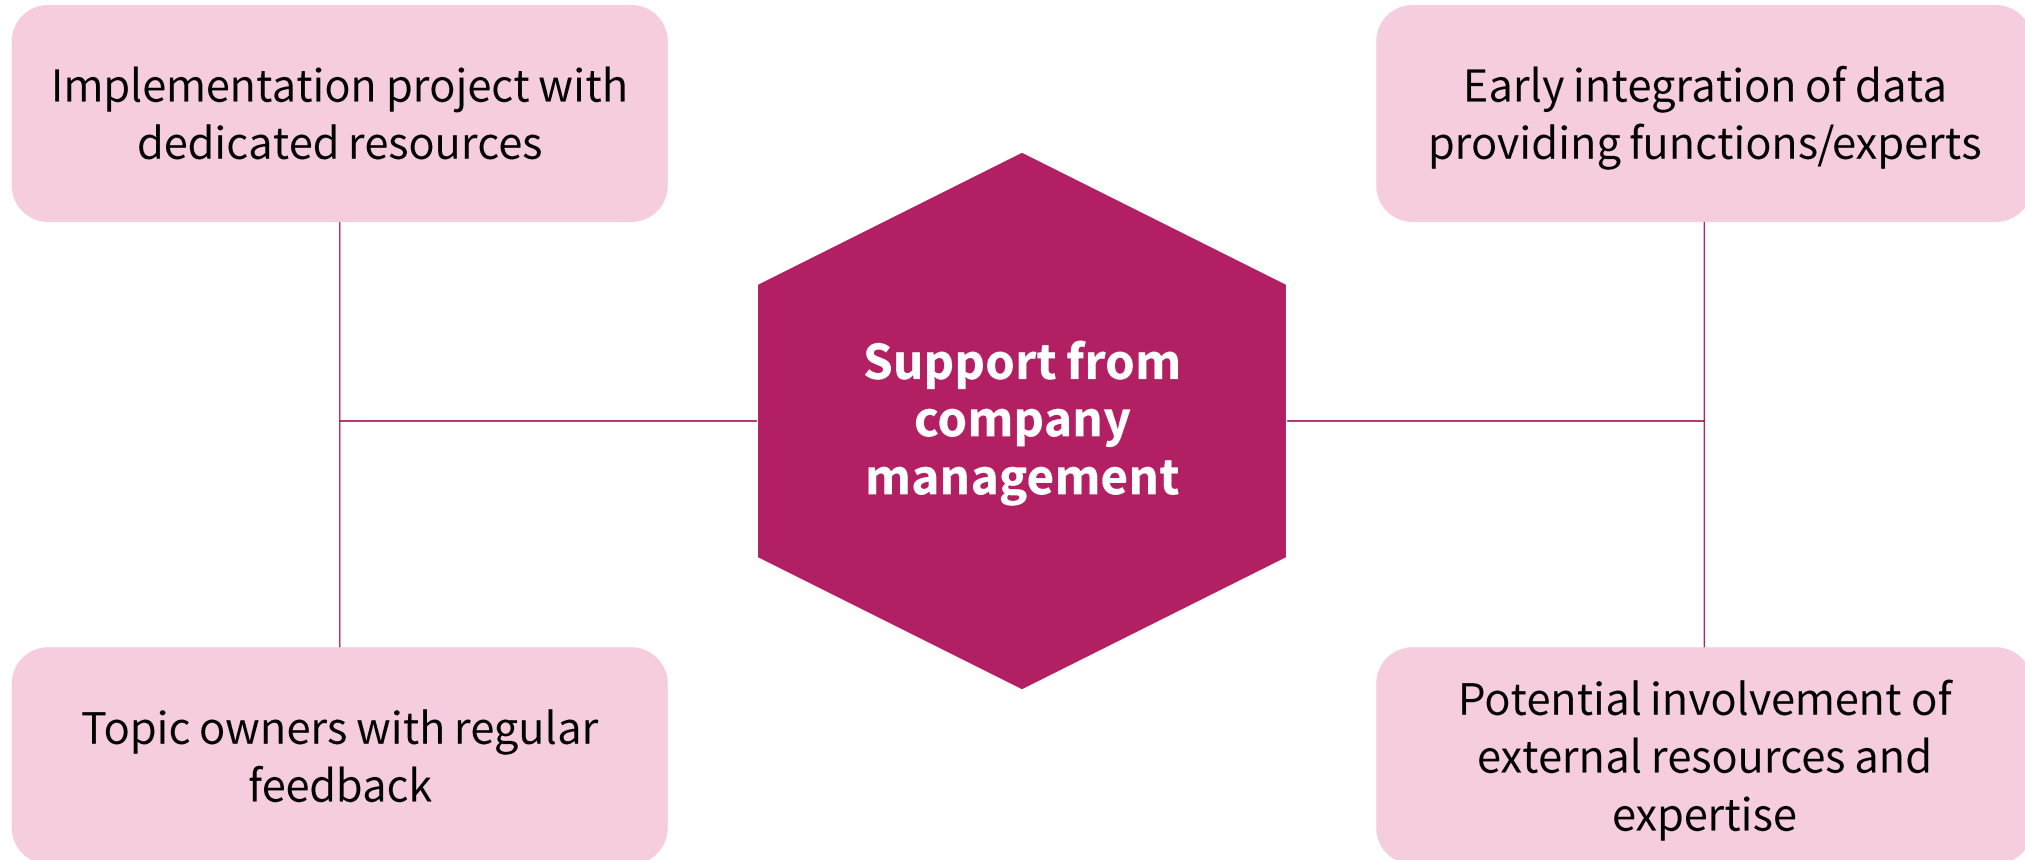 Implementation project with
dedicated resources
Early integration of data
providing functions/experts
Support from
company
management
Topic owners with regular
feedback
Potential involvement of
external resources and
expertise